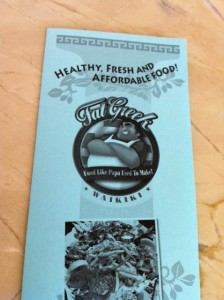 HEALTHY, FRESH AND
AFFORDABLE FOOD!
Fat Greek
Food Like Papa Used To Make!
WAIKIKI